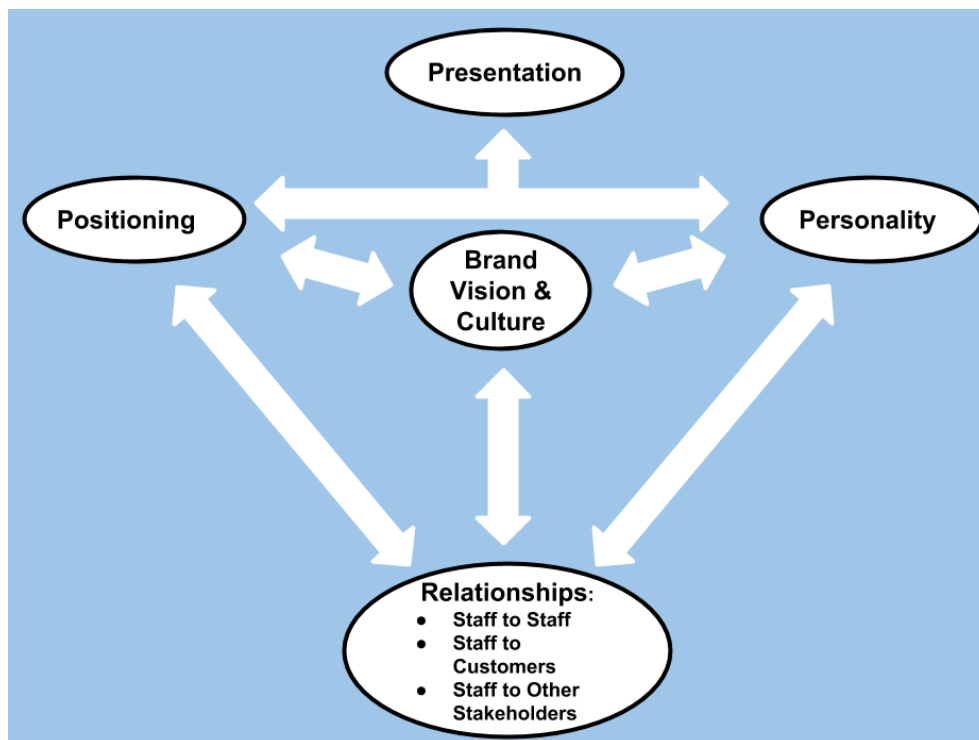 Presentation
Positioning
Personality
Brand
Vision &
Culture
Relationships:
● Staff to Staff
● Staff to
Customers
● Staff to Other
Stakeholders